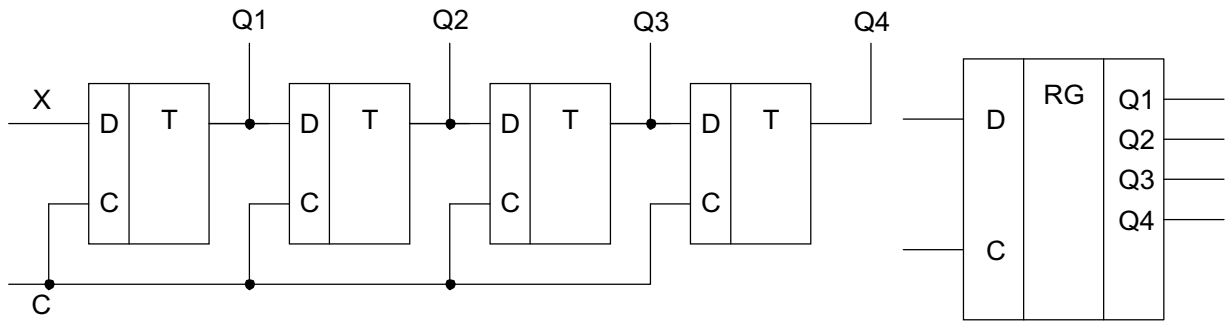 Q1 Q2 Q3 Q4
X
D T D T D T D T
C C C C
C
RG
D
C
Q1
Q2
Q3
Q4